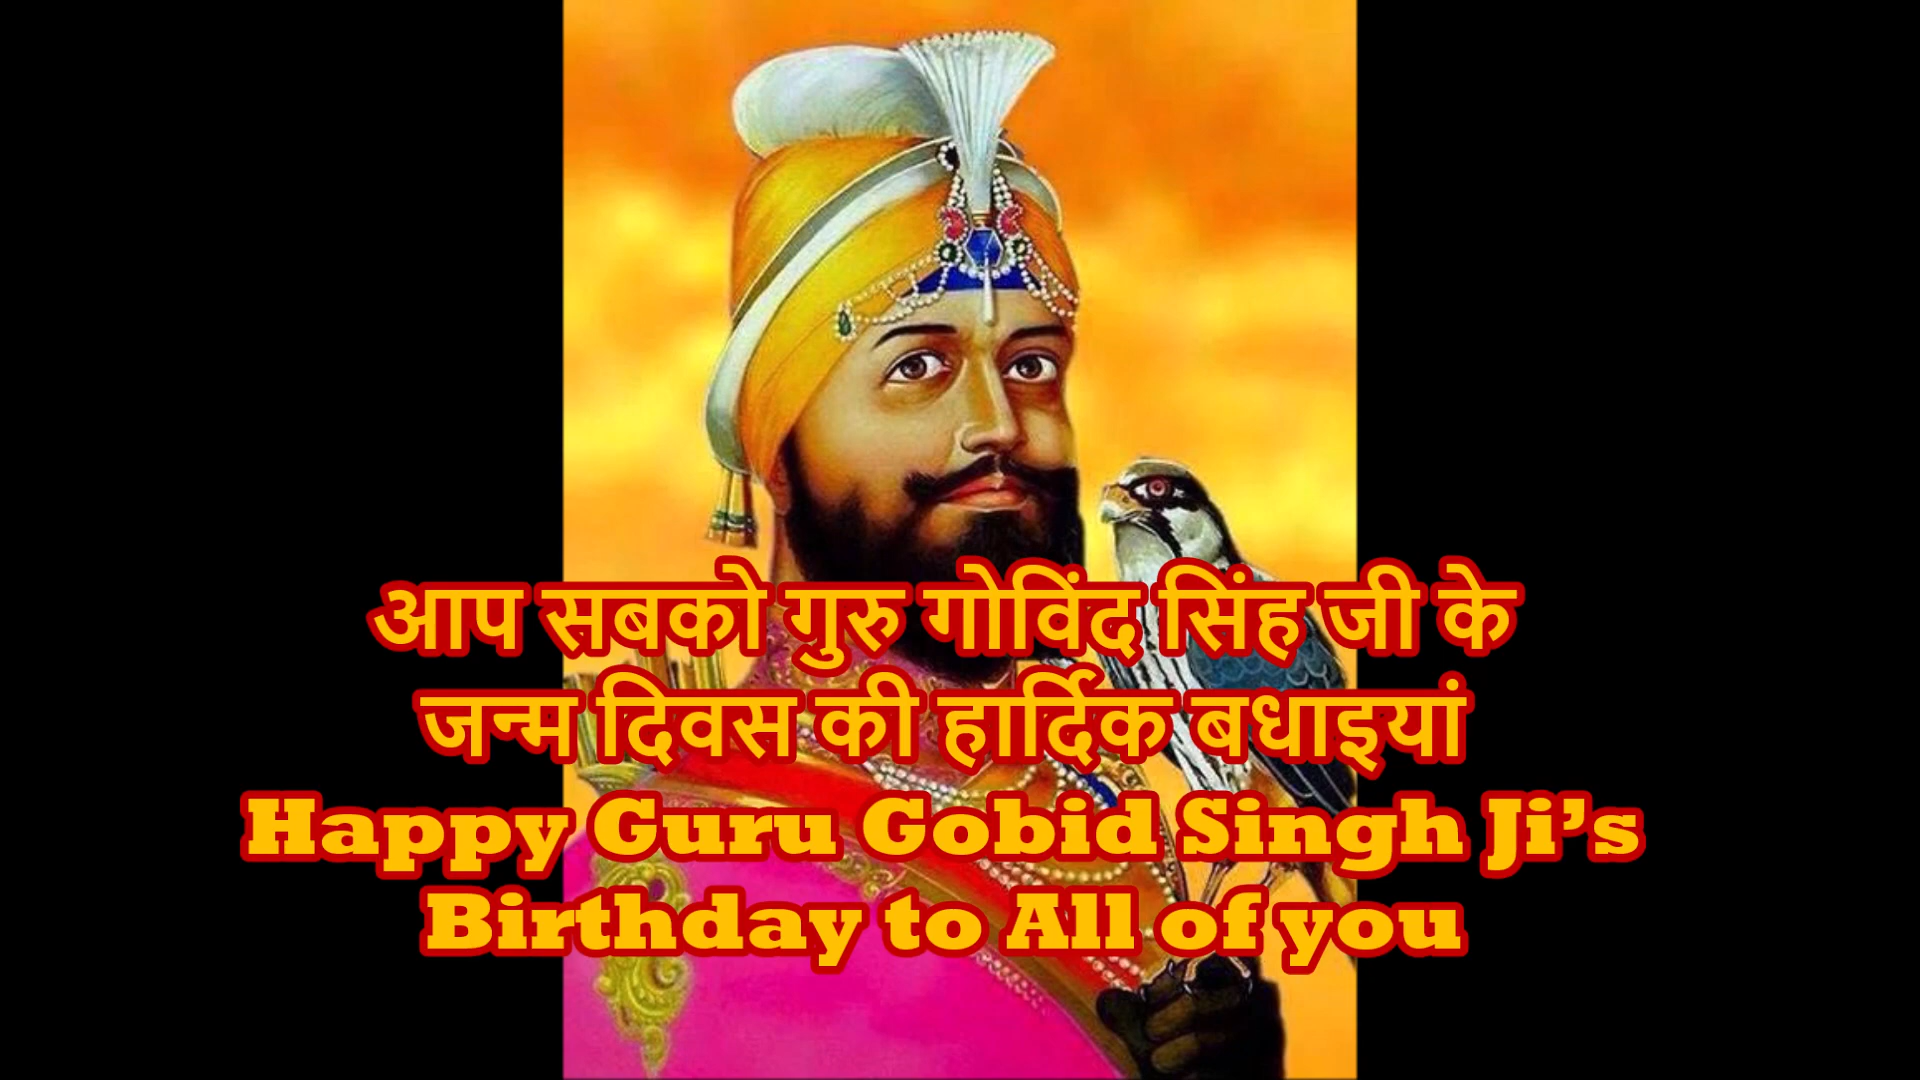 आप सबको गुरु गोविंद सिंह जी के
जन्म दिवस की हार्दिक बधाइयां
Happy Guru Gobid Singh Ji’s
Birthday to All of you